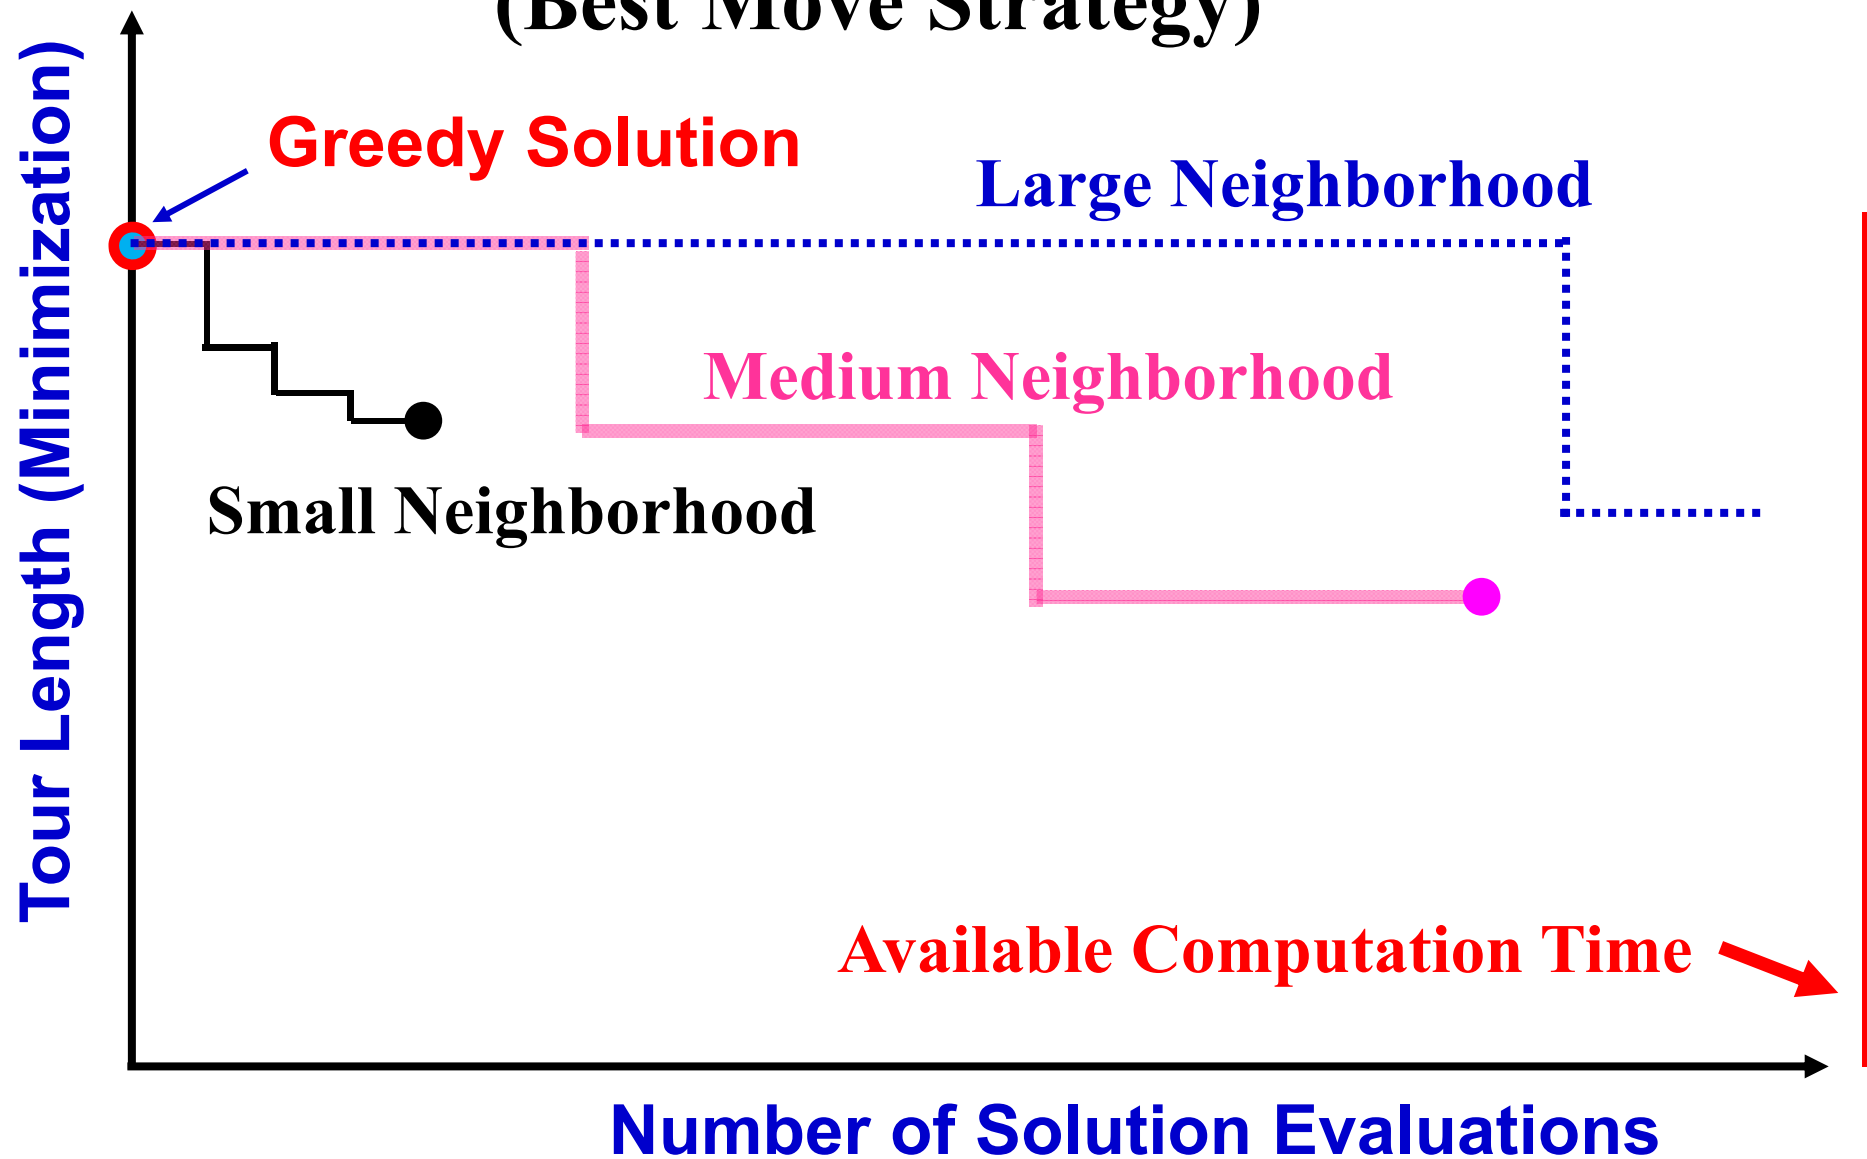 (Best Move Strategy)
Greedy Solution
Large Neighborhood
Medium Neighborhood
Small Neighborhood
Tour Length (Minimization)
Available Computation Time
Number of Solution Evaluations